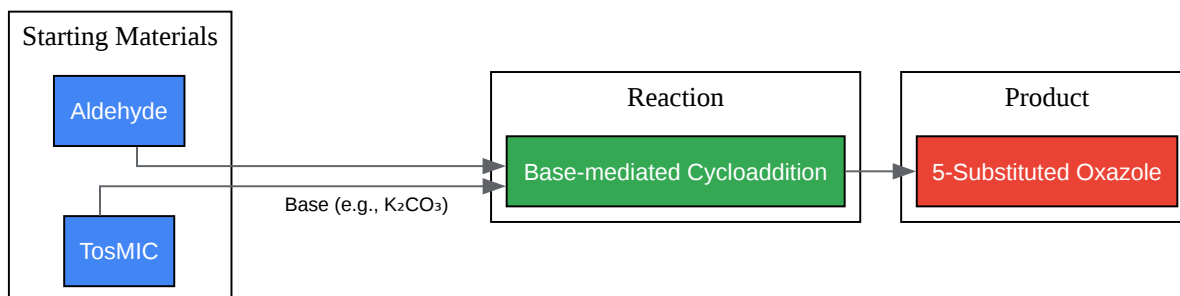 Starting Materials
Aldehyde
TosMIC
Base (e.g., K₂CO₃)
Reaction
Base-mediated Cycloaddition
Product
5-Substituted Oxazole